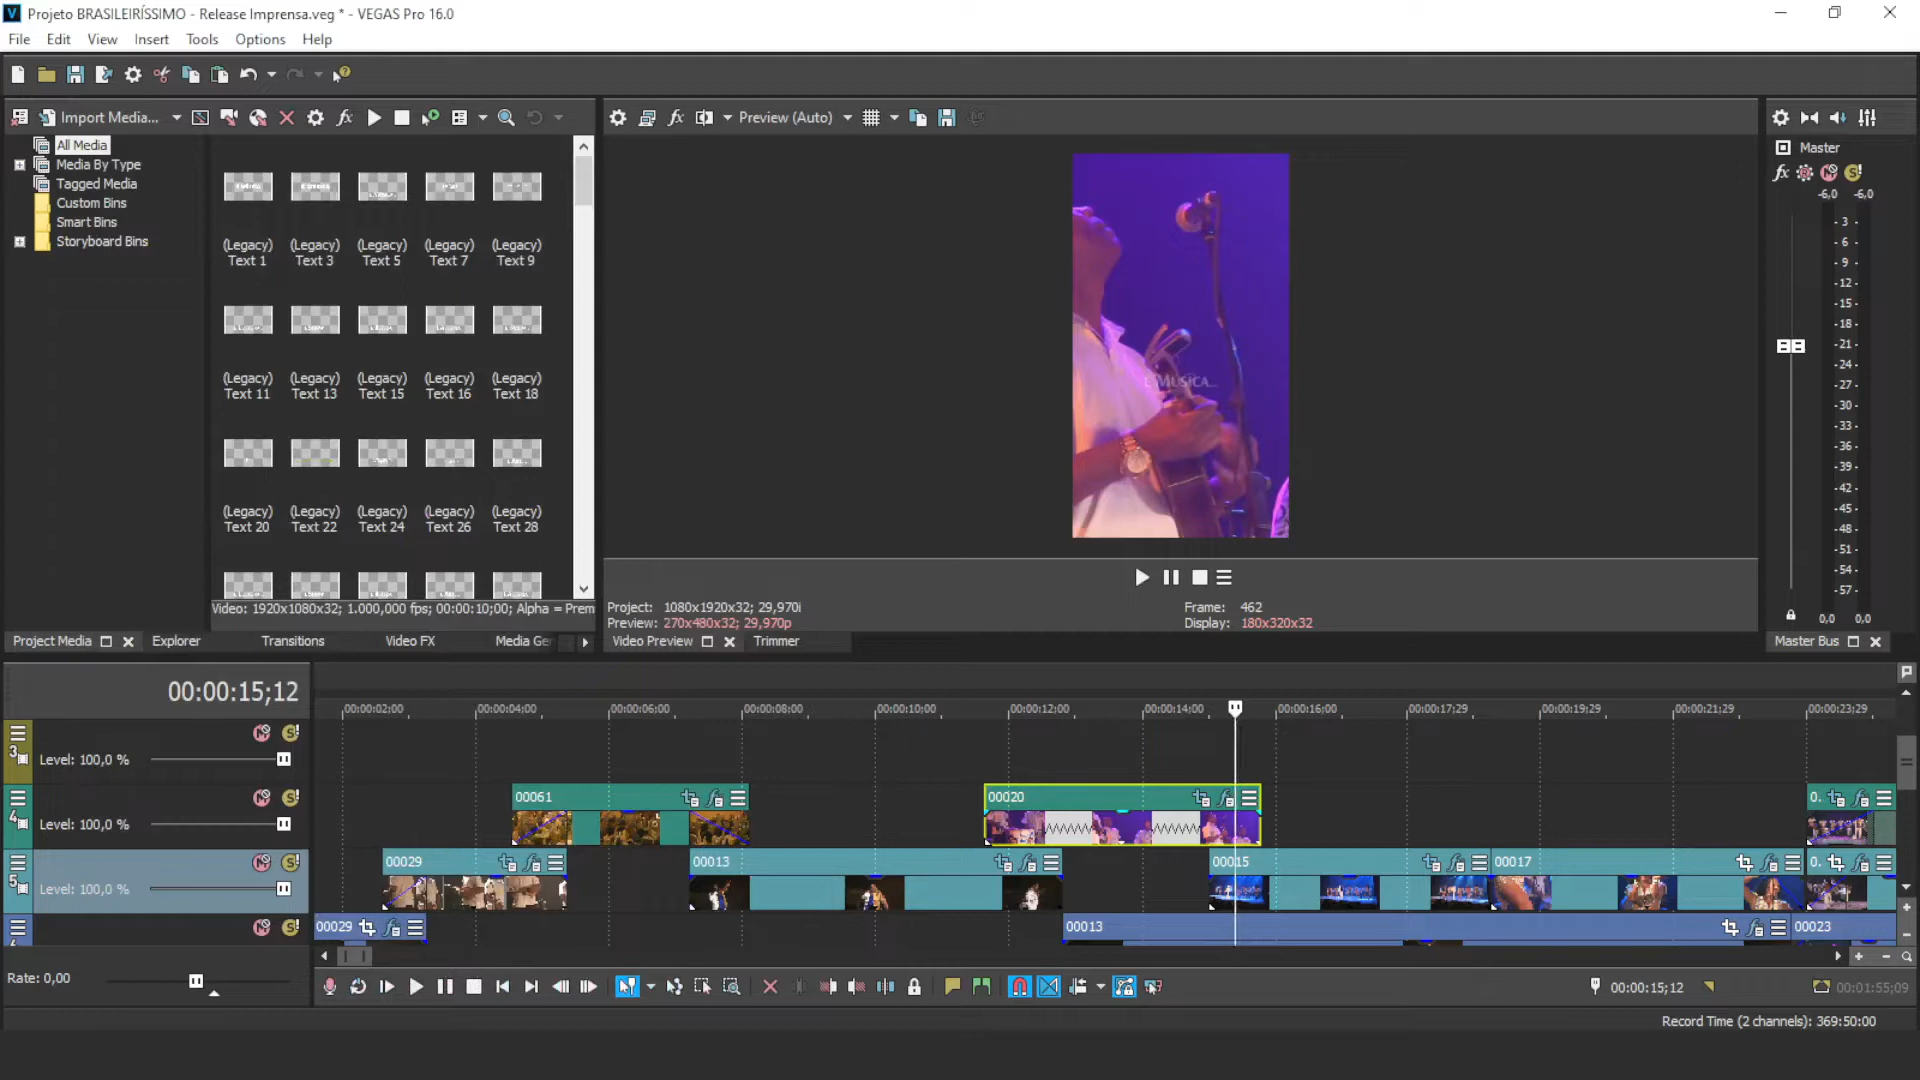 Projeto BRASILEIRÍSSIMO - Release Imprensa.veg * - VEGAS Pro 16.0
File Edit View Insert Tools Options Help
Import Media...
All Media
Media By Type
Tagged Media
Custom Bins
Smart Bins
Storyboard Bins
(Legacy) Text 1
(Legacy) Text 3
(Legacy) Text 5
(Legacy) Text 7
(Legacy) Text 9
(Legacy) Text 11
(Legacy) Text 13
(Legacy) Text 15
(Legacy) Text 16
(Legacy) Text 18
(Legacy) Text 20
(Legacy) Text 22
(Legacy) Text 24
(Legacy) Text 26
(Legacy) Text 28
Video: 1920x1080x32; 1.000,000 fps; 00:00:10;00; Alpha = Prem
Project Media Explorer Transitions Video FX Media Ge
Preview (Auto)
Project: 1080x1920x32; 29,970i
Preview: 270x480x32; 29,970p
Frame: 462
Display: 180x320x32
Video Preview Trimmer
Master
fx
-6,0 -6,0
- 3 -
- 6 -
- 9 -
-12-
-15-
-18-
-21-
-24-
-27-
-30-
-33-
-36-
-39-
-42-
-45-
-48-
-51-
-54-
-57-
0,0 0,0
Master Bus
00:00:15;12
00:00:02;00 00:00:04;00 00:00:06;00 00:00:08;00 00:00:10;00 00:00:12;00 00:00:14;00 00:00:16;00 00:00:17;29 00:00:19;29 00:00:21;29 00:00:23;29
3 Level: 100,0 %
4 Level: 100,0 %
00061 00020 0.
5 Level: 100,0 %
00029 00013 00015 00017 0.
00029 00013 00023
Rate: 0,00
00:00:15;12 00:01:55;09
Record Time (2 channels): 369:50:00